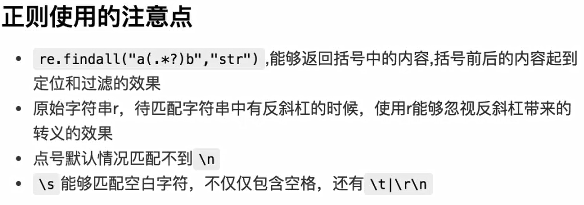 正则使用的注意点
• re.findall("a(.*?)b","str") ,能够返回括号中的内容,括号前后的内容起到
定位和过滤的效果
• 原始字符串r，待匹配字符串中有反斜杠的时候，使用r能够忽视反斜杠带来的
转义的效果
• 点号默认情况匹配不到 \n
• \s 能够匹配空白字符，不仅仅包含空格，还有 \t|\r\n